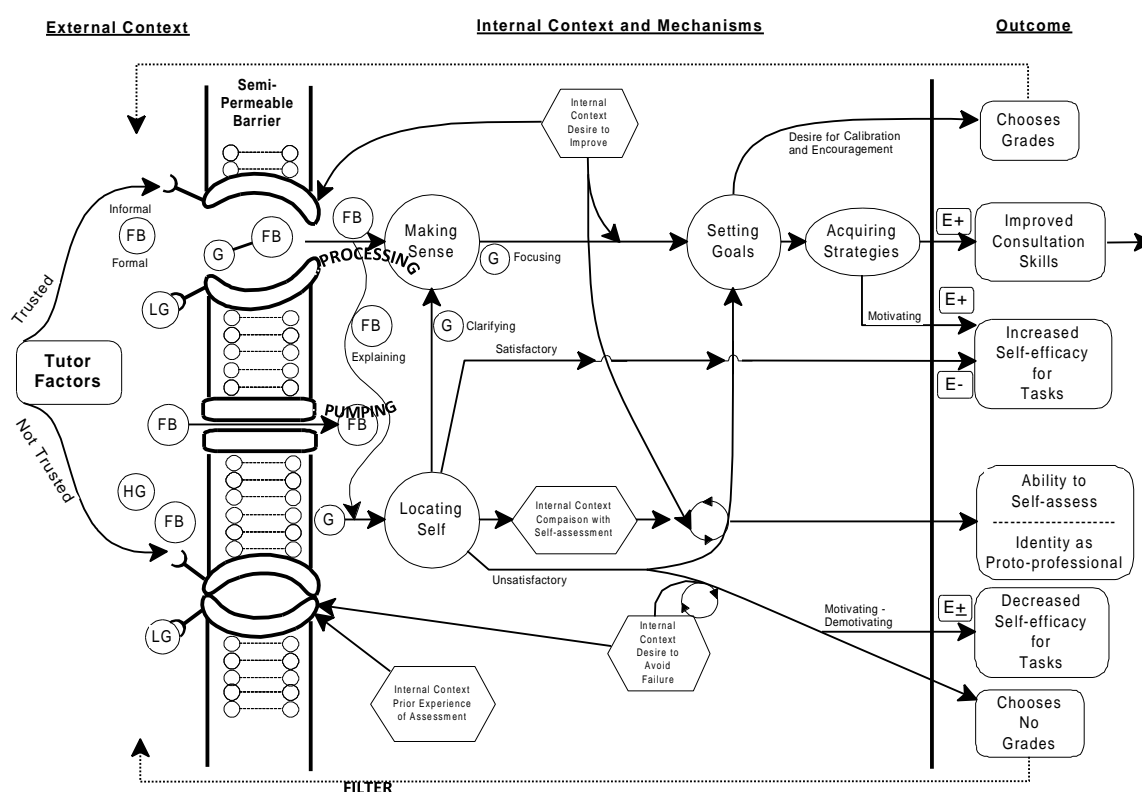 External Context
Internal Context and Mechanisms
Outcome
Semi-
Permeable
Barrier
Internal
Context
Desire to
Improve
Desire for Calibration
and Encouragement
Chooses
Grades
Informal
FB
Formal
G
FB
FB
PROCESSING
Making
Sense
G
Focusing
Setting
Goals
Acquiring
Strategies
E+
Improved
Consultation
Skills
Trusted
LG
FB
Explaining
G
Clarifying
Satisfactory
Motivating
E+
Increased
Self-efficacy
for
Tasks
E-
Tutor
Factors
Not Trusted
FB
PUMPING
FB
HG
FB
G
Locating
Self
Internal Context
Compaison with
Self-assessment
Ability to
Self-assess
Identity as
Proto-professional
Unsatisfactory
LG
Internal
Context
Desire to
Avoid
Failure
Motivating -
Demotivating
E±
Decreased
Self-efficacy
for
Tasks
Internal Context
Prior Experience
of Assessment
Chooses
No
Grades
FILTER